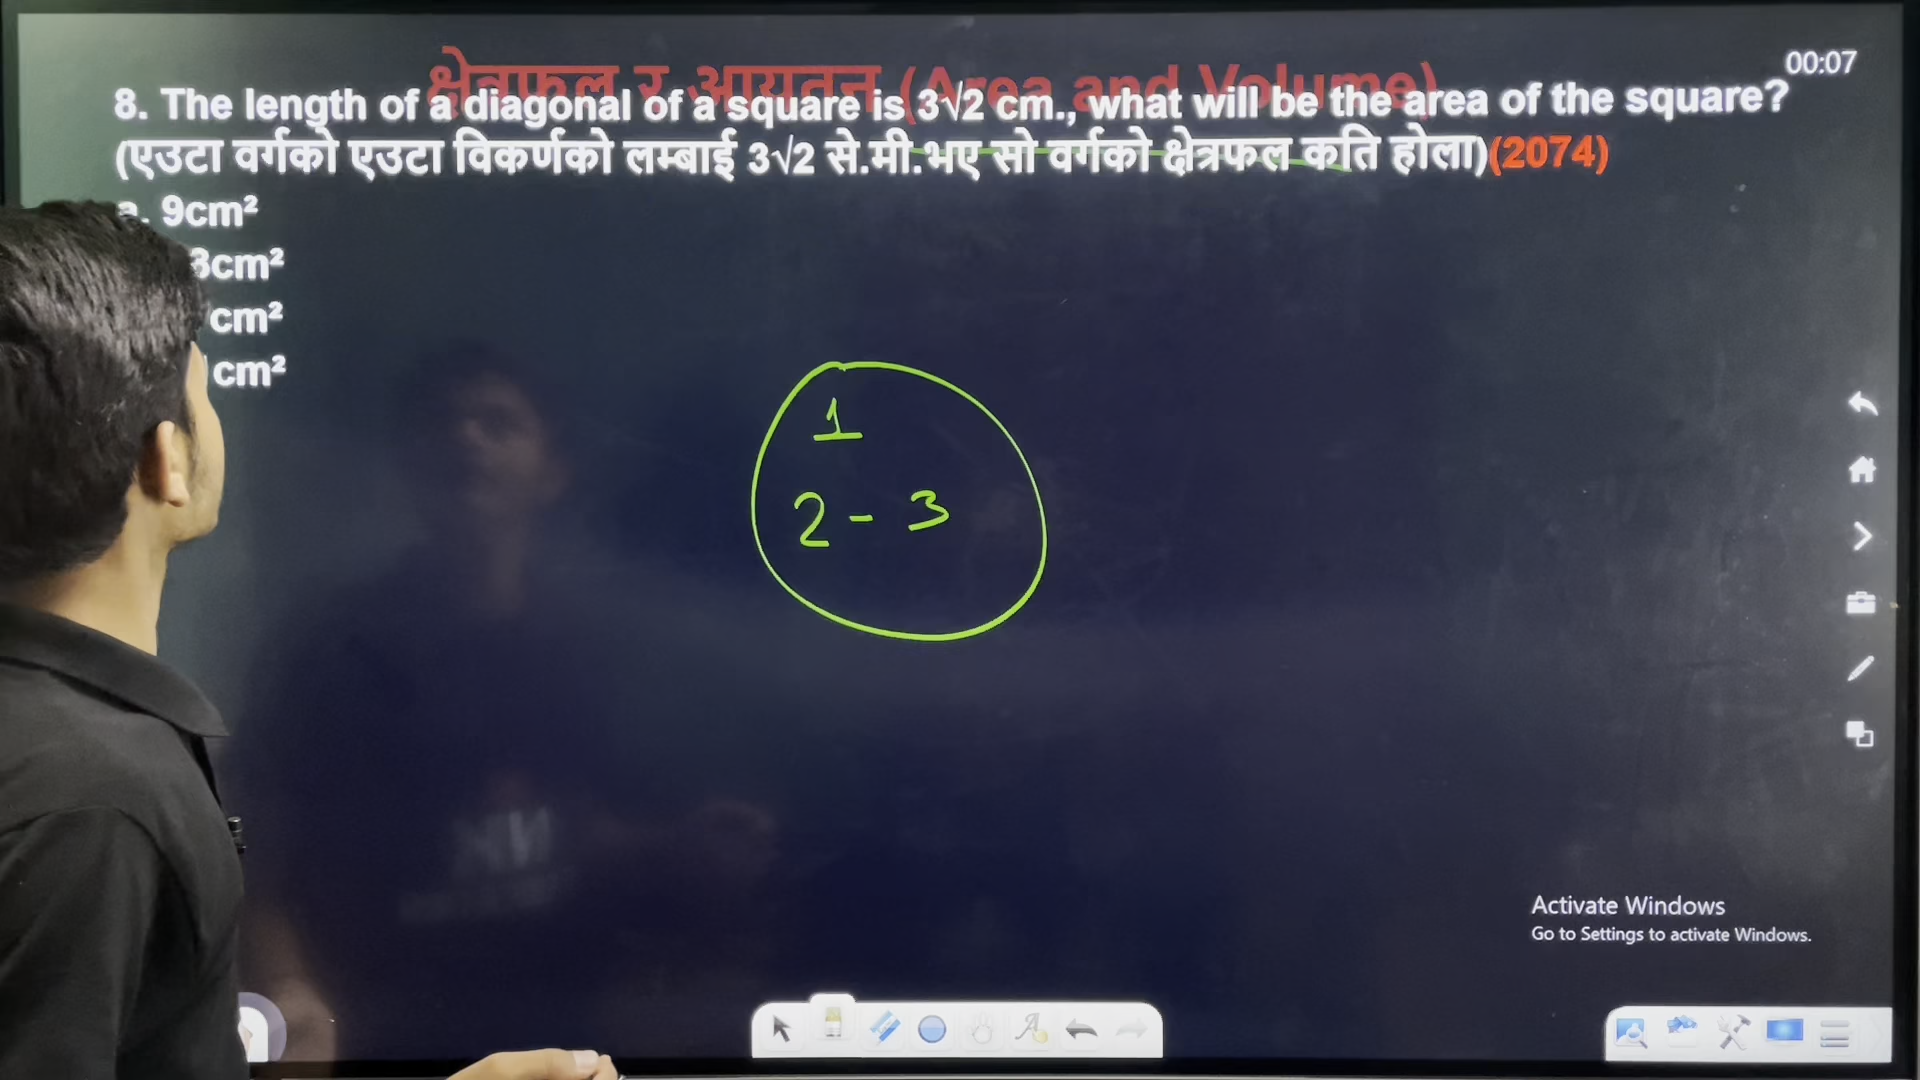 00:07
क्षेत्रफल र आयतन (Area and Volume)
8. The length of a diagonal of a square is 3√2 cm., what will be the area of the square?
(एउटा वर्गको एउटा विकर्णको लम्बाई 3√2 से.मी.भए सो वर्गको क्षेत्रफल कति होला)(2074)
a. 9cm²
3cm²
cm²
cm²
1
2 - 3
Activate Windows
Go to Settings to activate Windows.